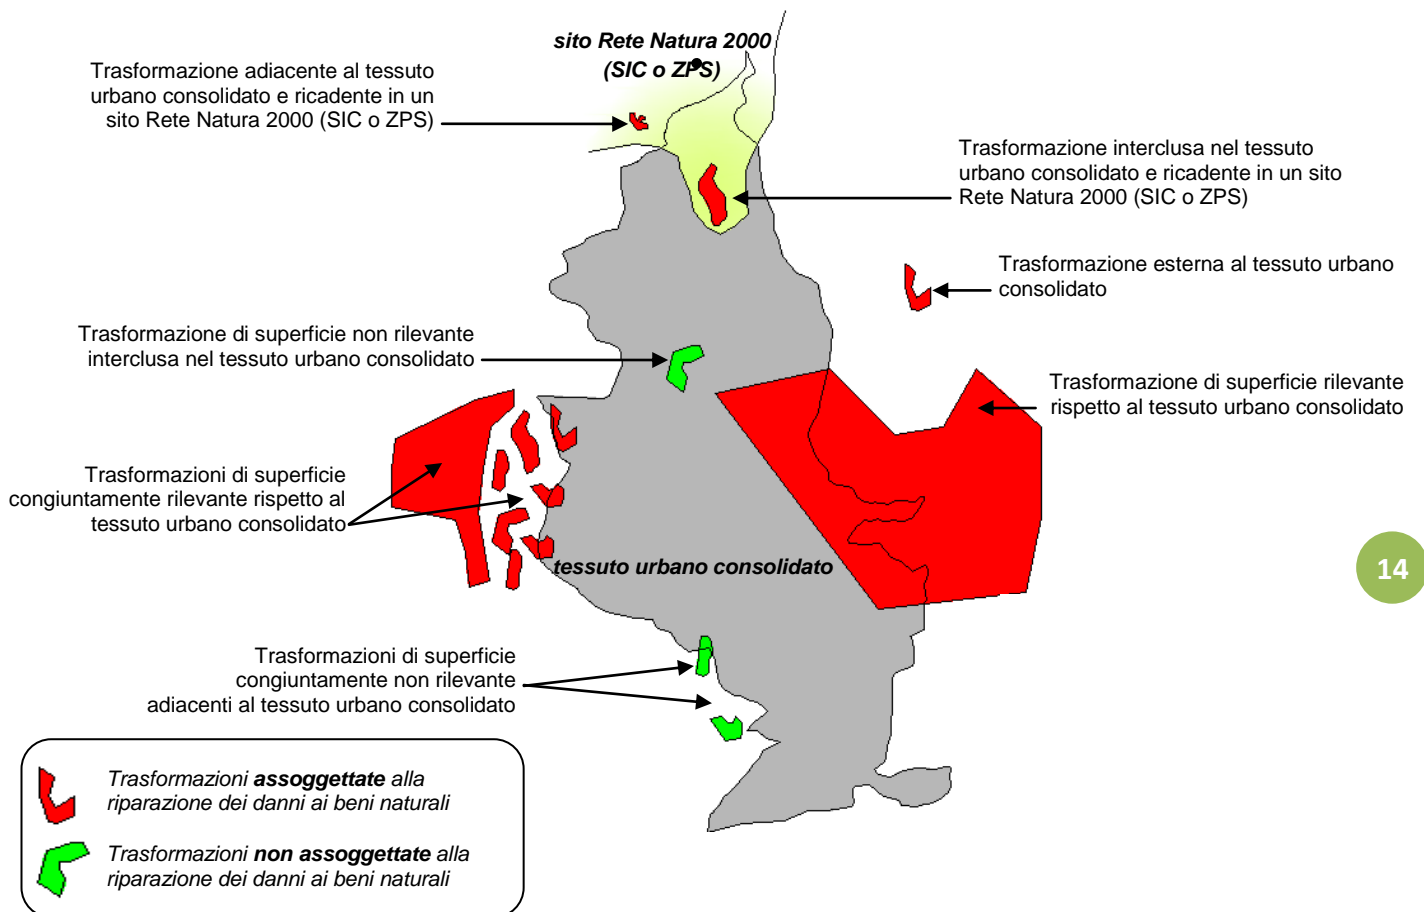 sito Rete Natura 2000
(SIC o ZPS)
Trasformazione adiacente al tessuto
urbano consolidato e ricadente in un
sito Rete Natura 2000 (SIC o ZPS)
Trasformazione interclusa nel tessuto
urbano consolidato e ricadente in un sito
Rete Natura 2000 (SIC o ZPS)
Trasformazione esterna al tessuto urbano
consolidato
Trasformazione di superficie non rilevante
interclusa nel tessuto urbano consolidato
Trasformazione di superficie rilevante
rispetto al tessuto urbano consolidato
Trasformazioni di superficie
congiuntamente rilevante rispetto al
tessuto urbano consolidato
tessuto urbano consolidato
14
Trasformazioni di superficie
congiuntamente non rilevante
adiacenti al tessuto urbano consolidato
Trasformazioni assoggettate alla
riparazione dei danni ai beni naturali
Trasformazioni non assoggettate alla
riparazione dei danni ai beni naturali